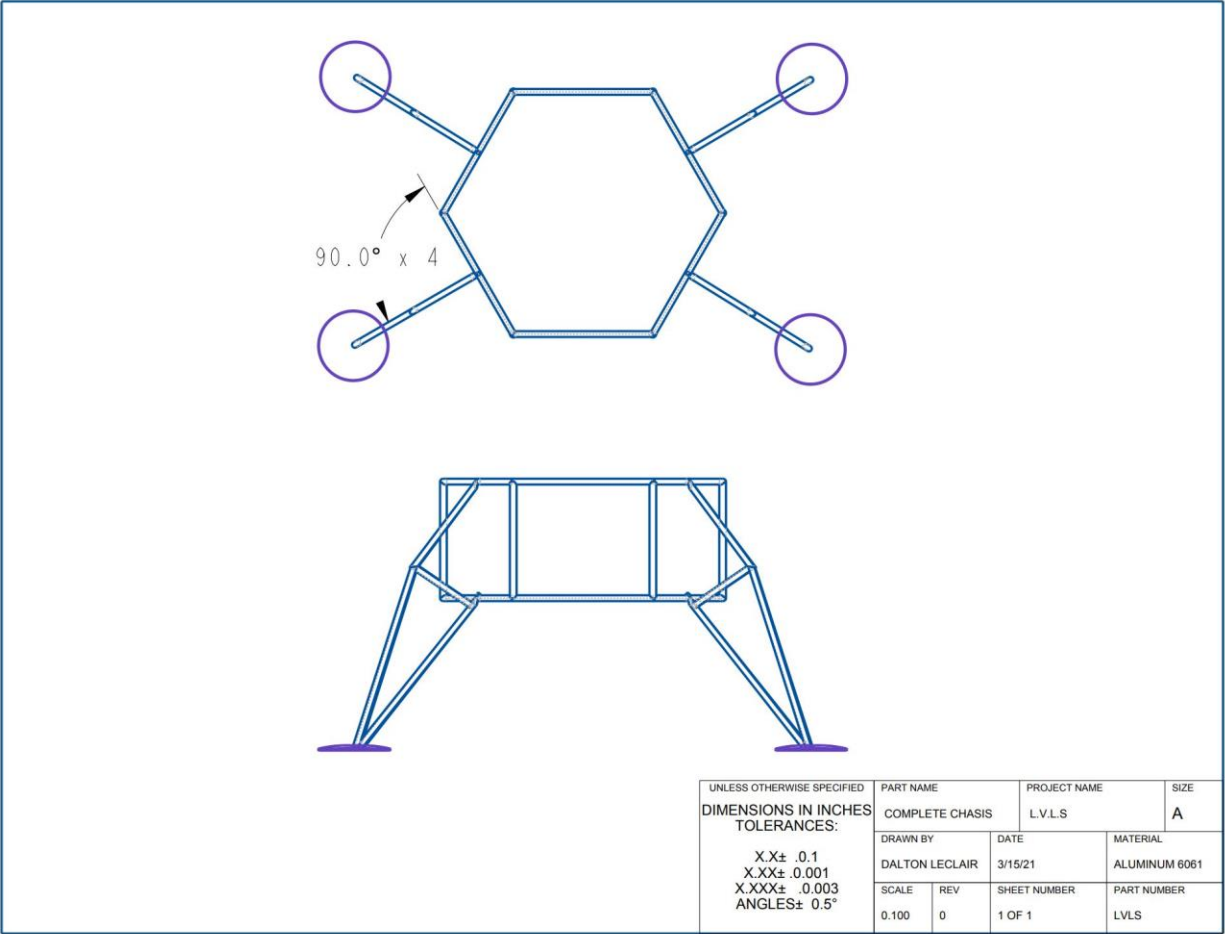 90.0° x 4
UNLESS OTHERWISE SPECIFIED
DIMENSIONS IN INCHES
TOLERANCES:
X.X± .0.1
X.XX± .0.001
X.XXX± .0.003
ANGLES± 0.5°
PART NAME
COMPLETE CHASIS
PROJECT NAME
L.V.L.S
SIZE
A
DRAWN BY
DALTON LECLAIR
DATE
3/15/21
MATERIAL
ALUMINUM 6061
SCALE
0.100
REV
0
SHEET NUMBER
1 OF 1
PART NUMBER
LVLS